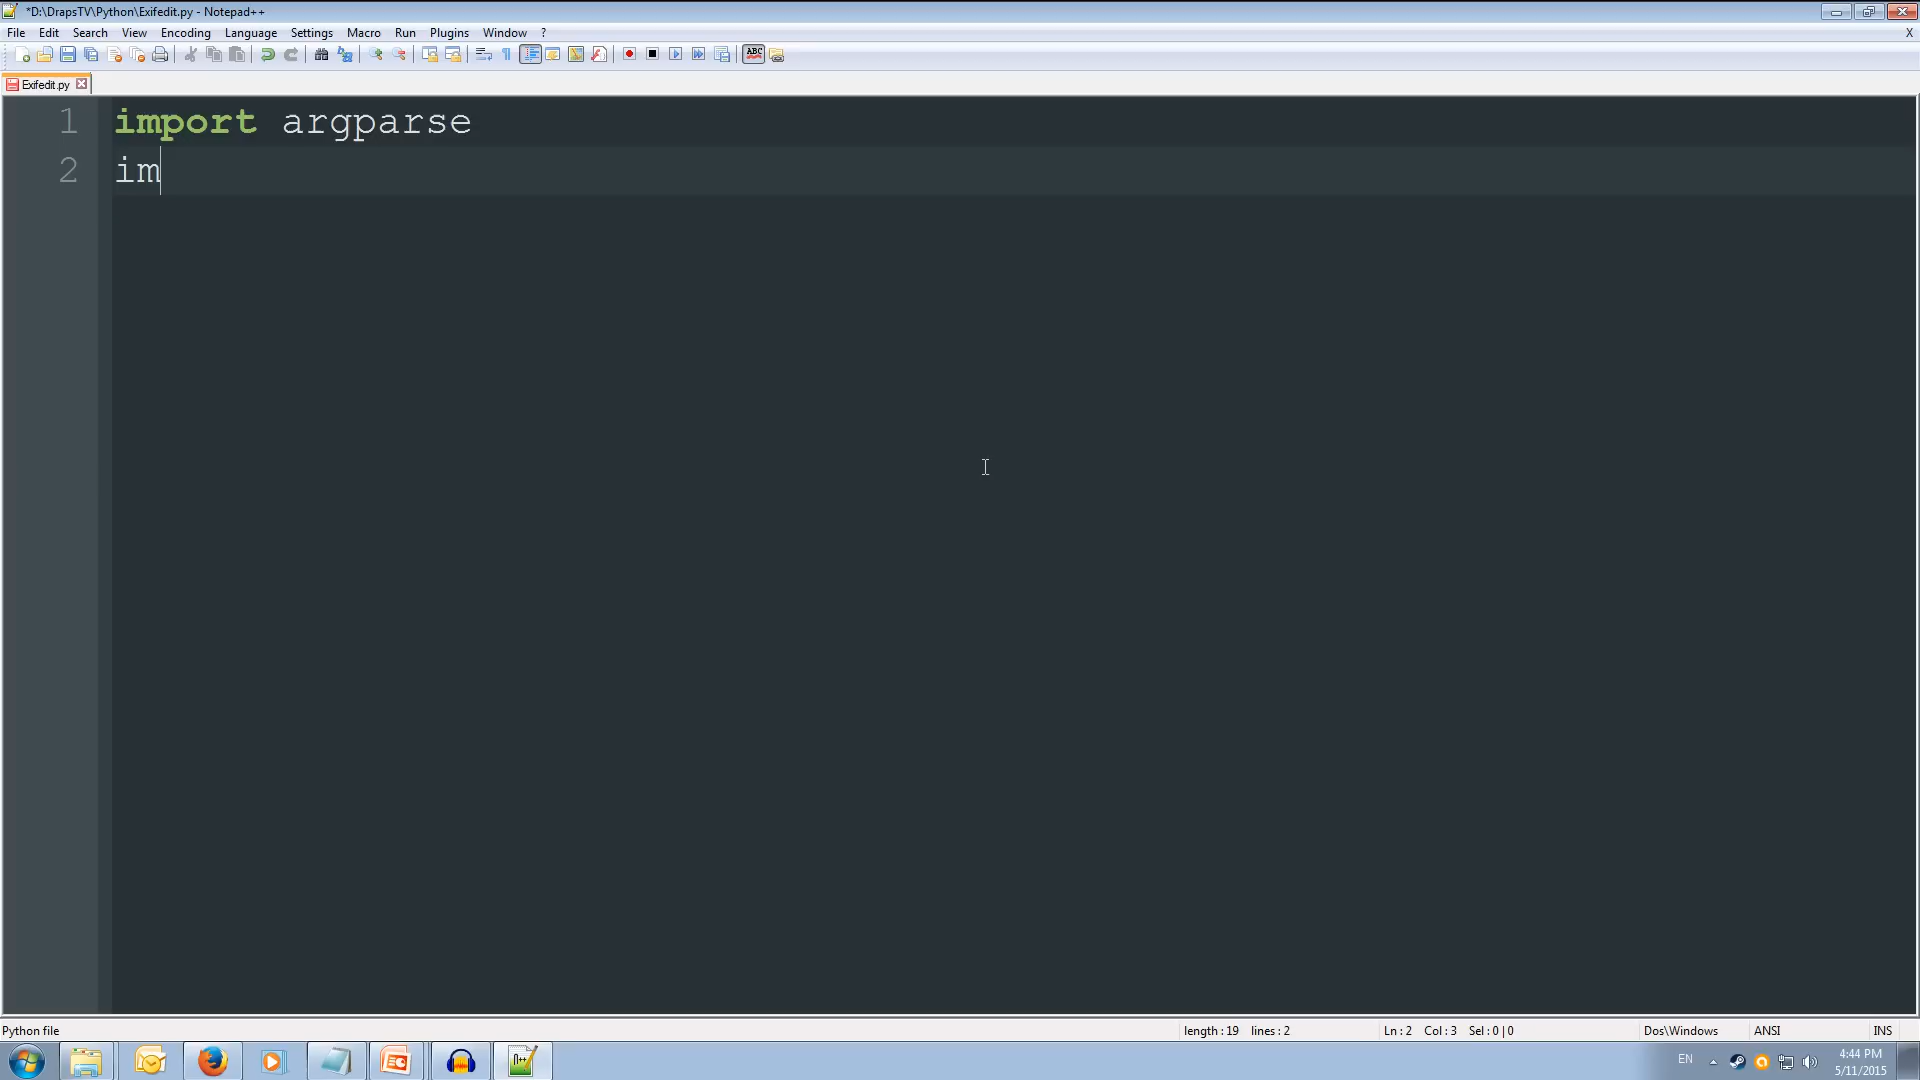 *D:\DrapsTV\Python\Exifedit.py - Notepad++
File Edit Search View Encoding Language Settings Macro Run Plugins Window ? X
ABC
Exifedit.py
1 import argparse
2 im
Python file length : 19 lines : 2 Ln : 2 Col : 3 Sel : 0 | 0 Dos\Windows ANSI INS
EN 4:44 PM
5/11/2015